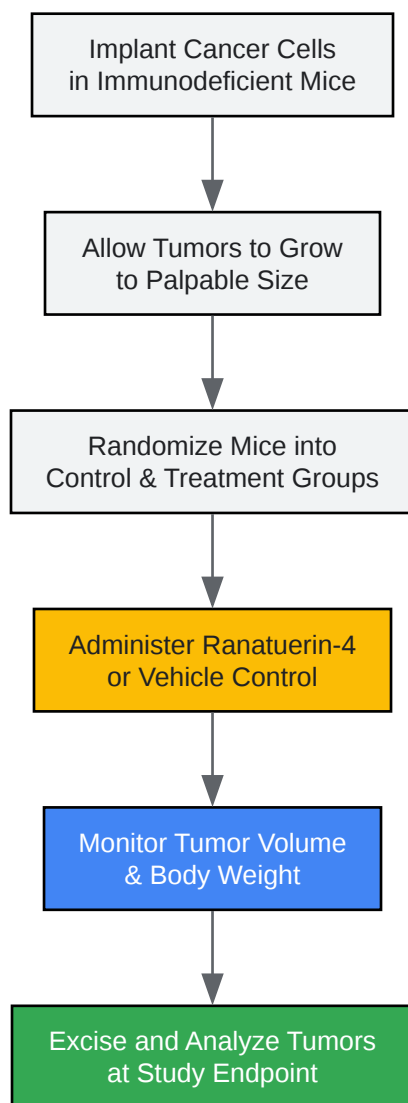 Implant Cancer Cells
in Immunodeficient Mice
Allow Tumors to Grow
to Palpable Size
Randomize Mice into
Control & Treatment Groups
Administer Ranatuerin-4
or Vehicle Control
Monitor Tumor Volume
& Body Weight
Excise and Analyze Tumors
at Study Endpoint